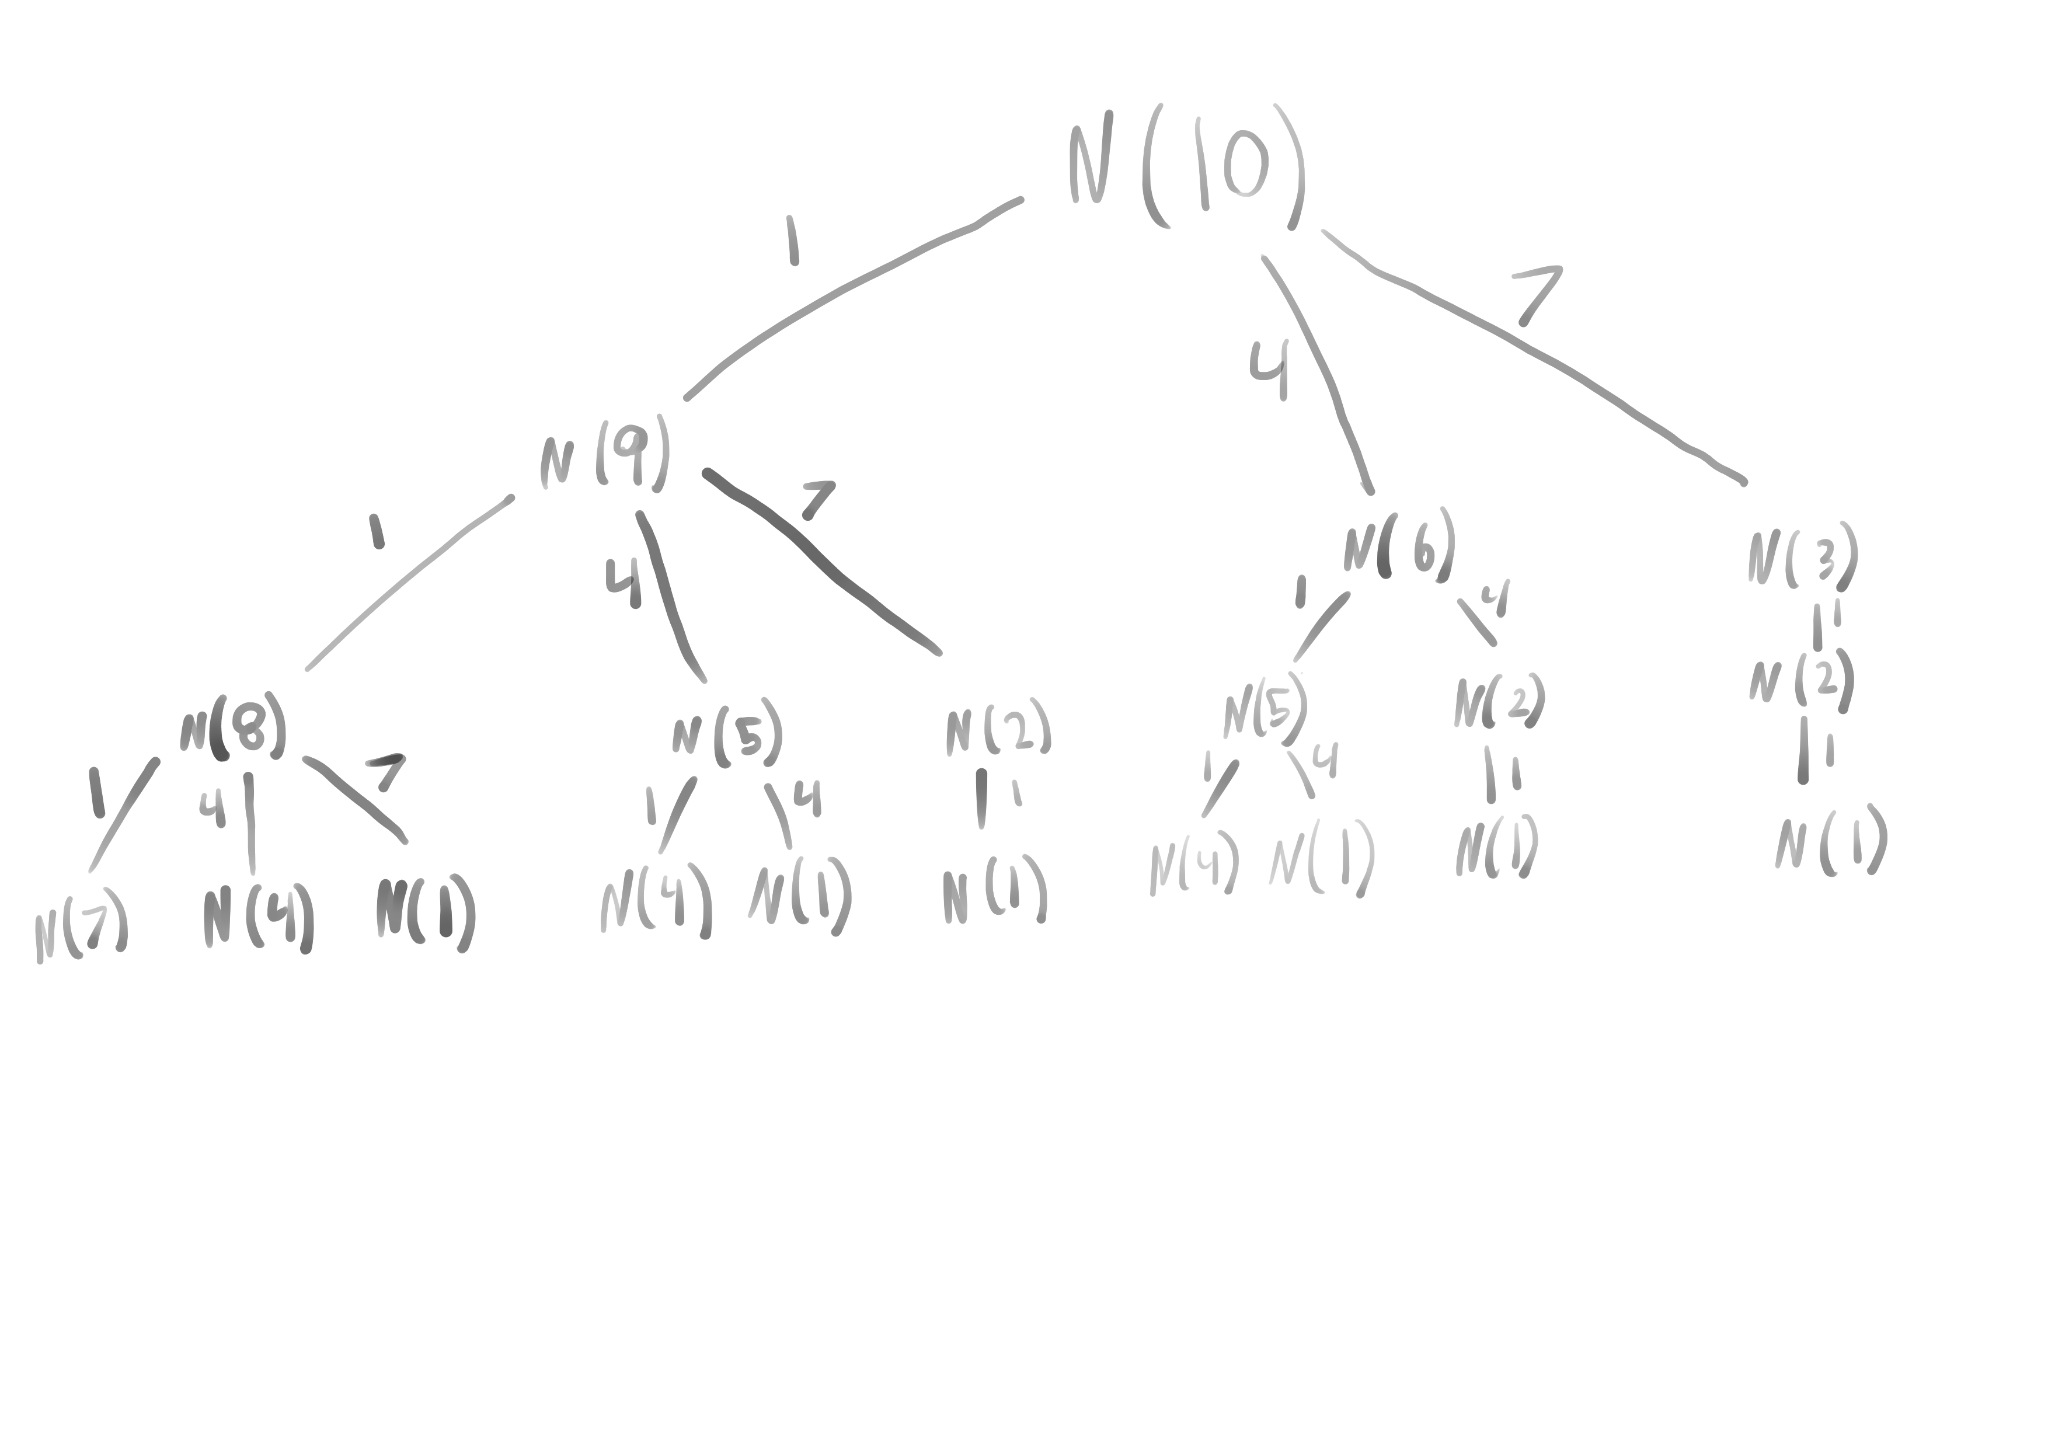 N(10)
1 4 7
N(9) N(6) N(3)
1 4 7 1 4 1
N(8) N(5) N(2) N(5) N(2) N(2)
1 4 7 1 4 1 1 4 1 1
N(7) N(4) N(1) N(4) N(1) N(1) N(4) N(1) N(1) N(1)